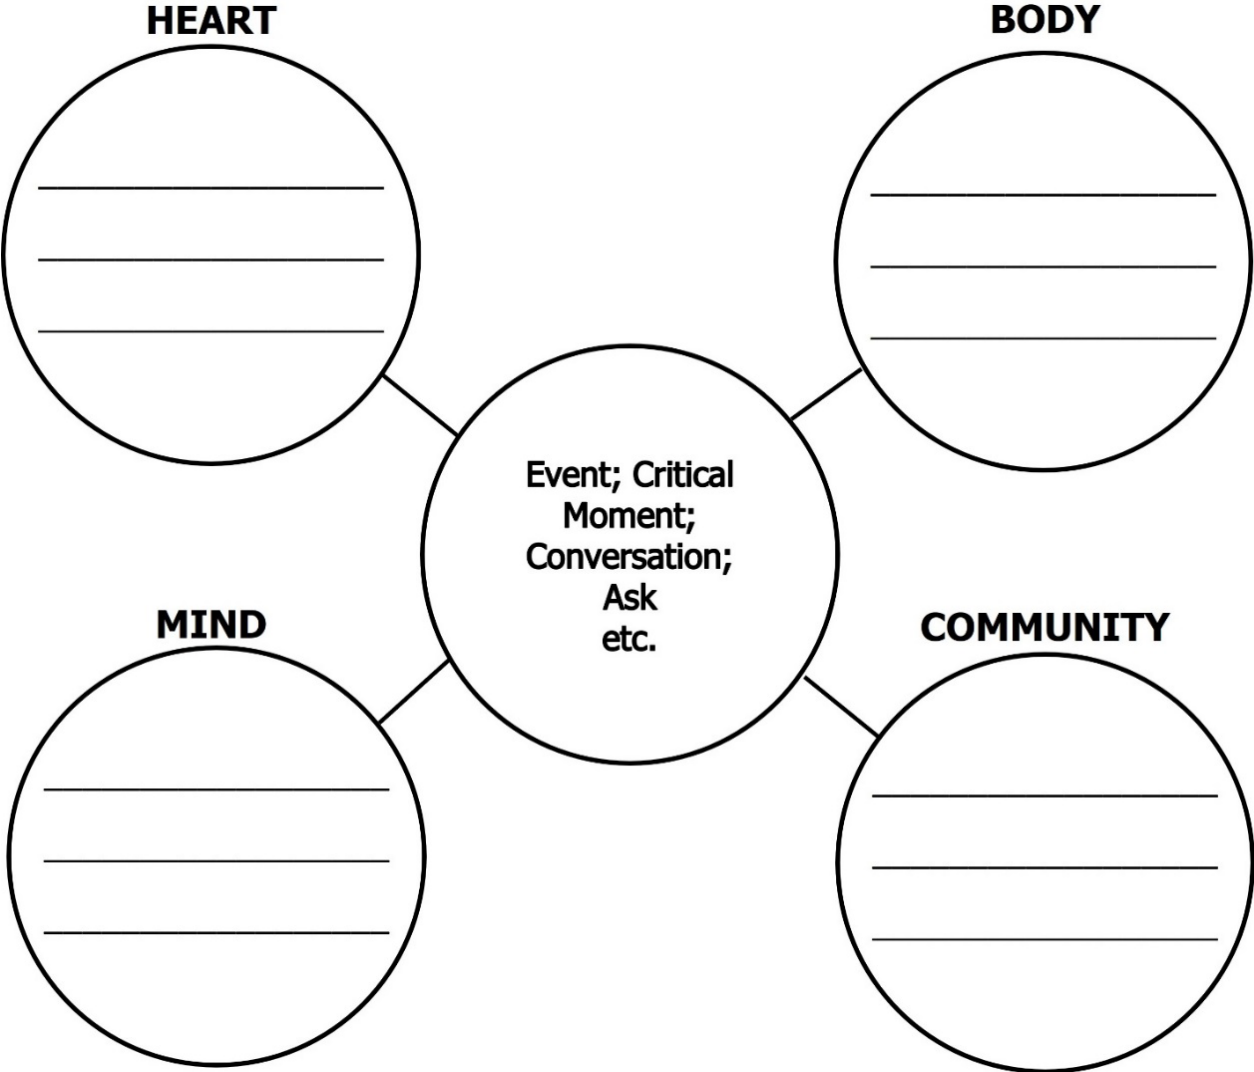 HEART
BODY
Event; Critical
Moment;
Conversation;
Ask
etc.
MIND
COMMUNITY